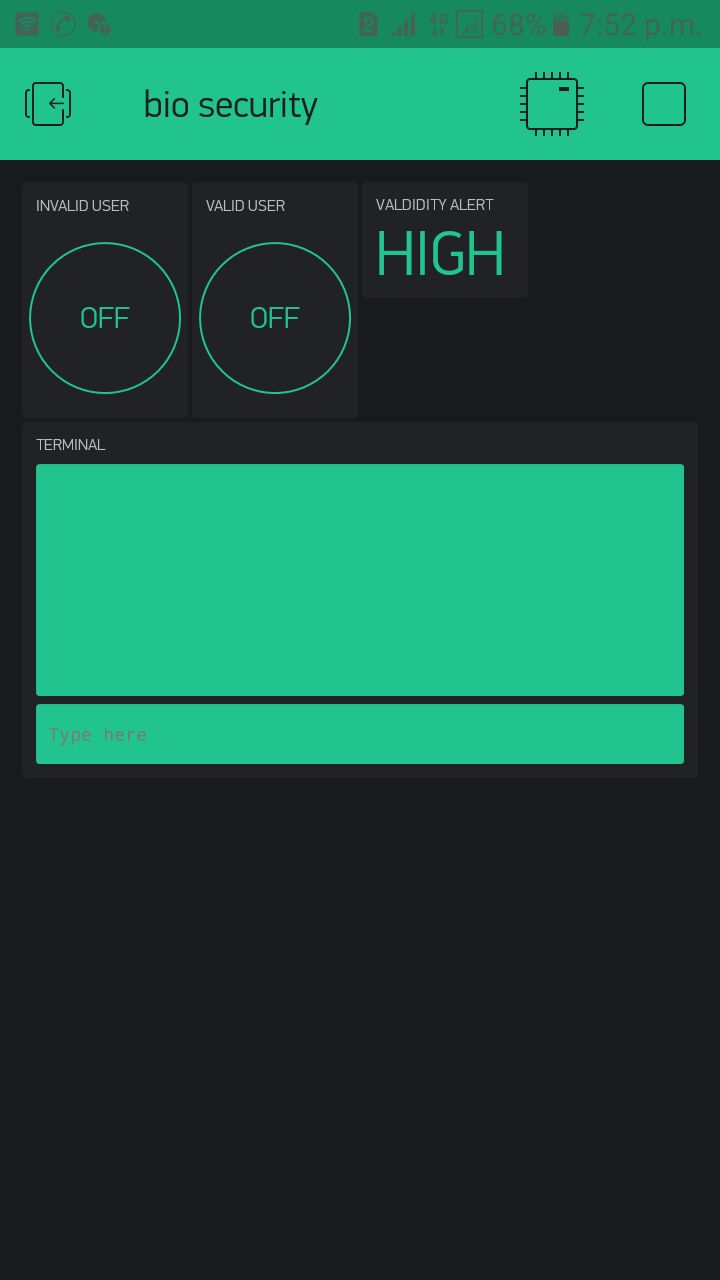 2 4G 68% 7:52 p.m.
bio security
INVALID USER
VALID USER
VALDIDITY ALERT
HIGH
OFF
OFF
TERMINAL
Type here